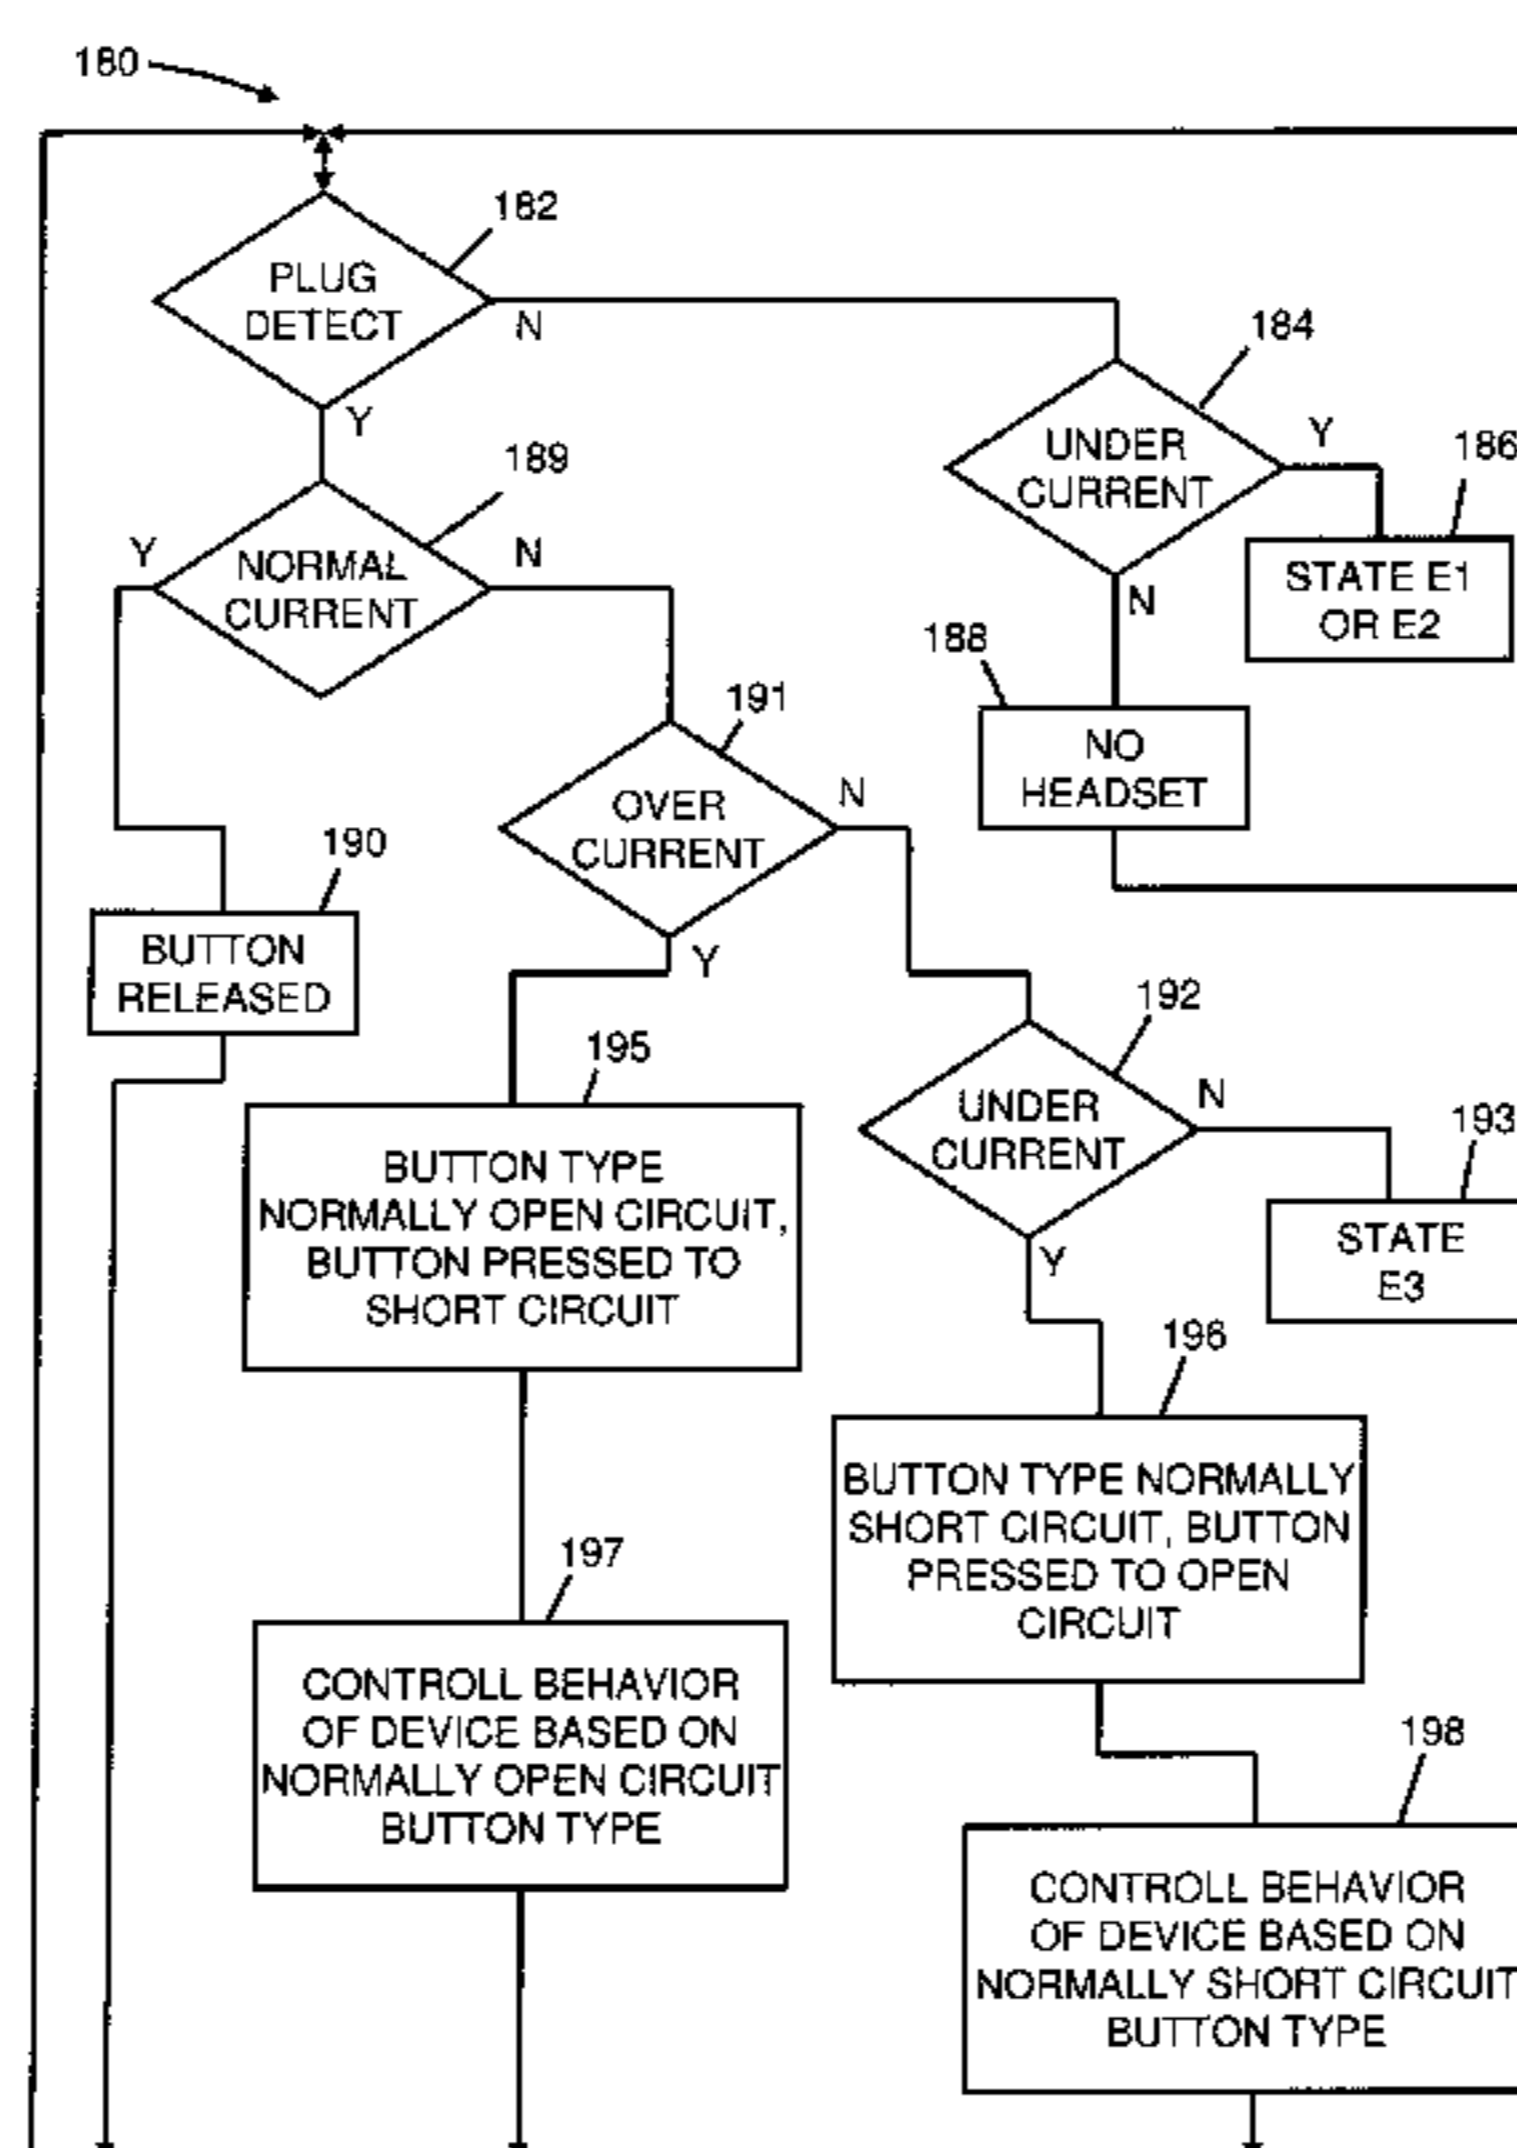 180
182
PLUG
DETECT
N
Y
184
UNDER
CURRENT
Y
186
STATE E1
OR E2
N
188
NO
HEADSET
189
NORMAL
CURRENT
Y
N
191
OVER
CURRENT
N
Y
190
BUTTON
RELEASED
192
UNDER
CURRENT
N
193
STATE
E3
Y
195
BUTTON TYPE
NORMALLY OPEN CIRCUIT,
BUTTON PRESSED TO
SHORT CIRCUIT
196
BUTTON TYPE NORMALLY
SHORT CIRCUIT, BUTTON
PRESSED TO OPEN
CIRCUIT
197
CONTROLL BEHAVIOR
OF DEVICE BASED ON
NORMALLY OPEN CIRCUIT
BUTTON TYPE
198
CONTROLL BEHAVIOR
OF DEVICE BASED ON
NORMALLY SHORT CIRCUIT
BUTTON TYPE